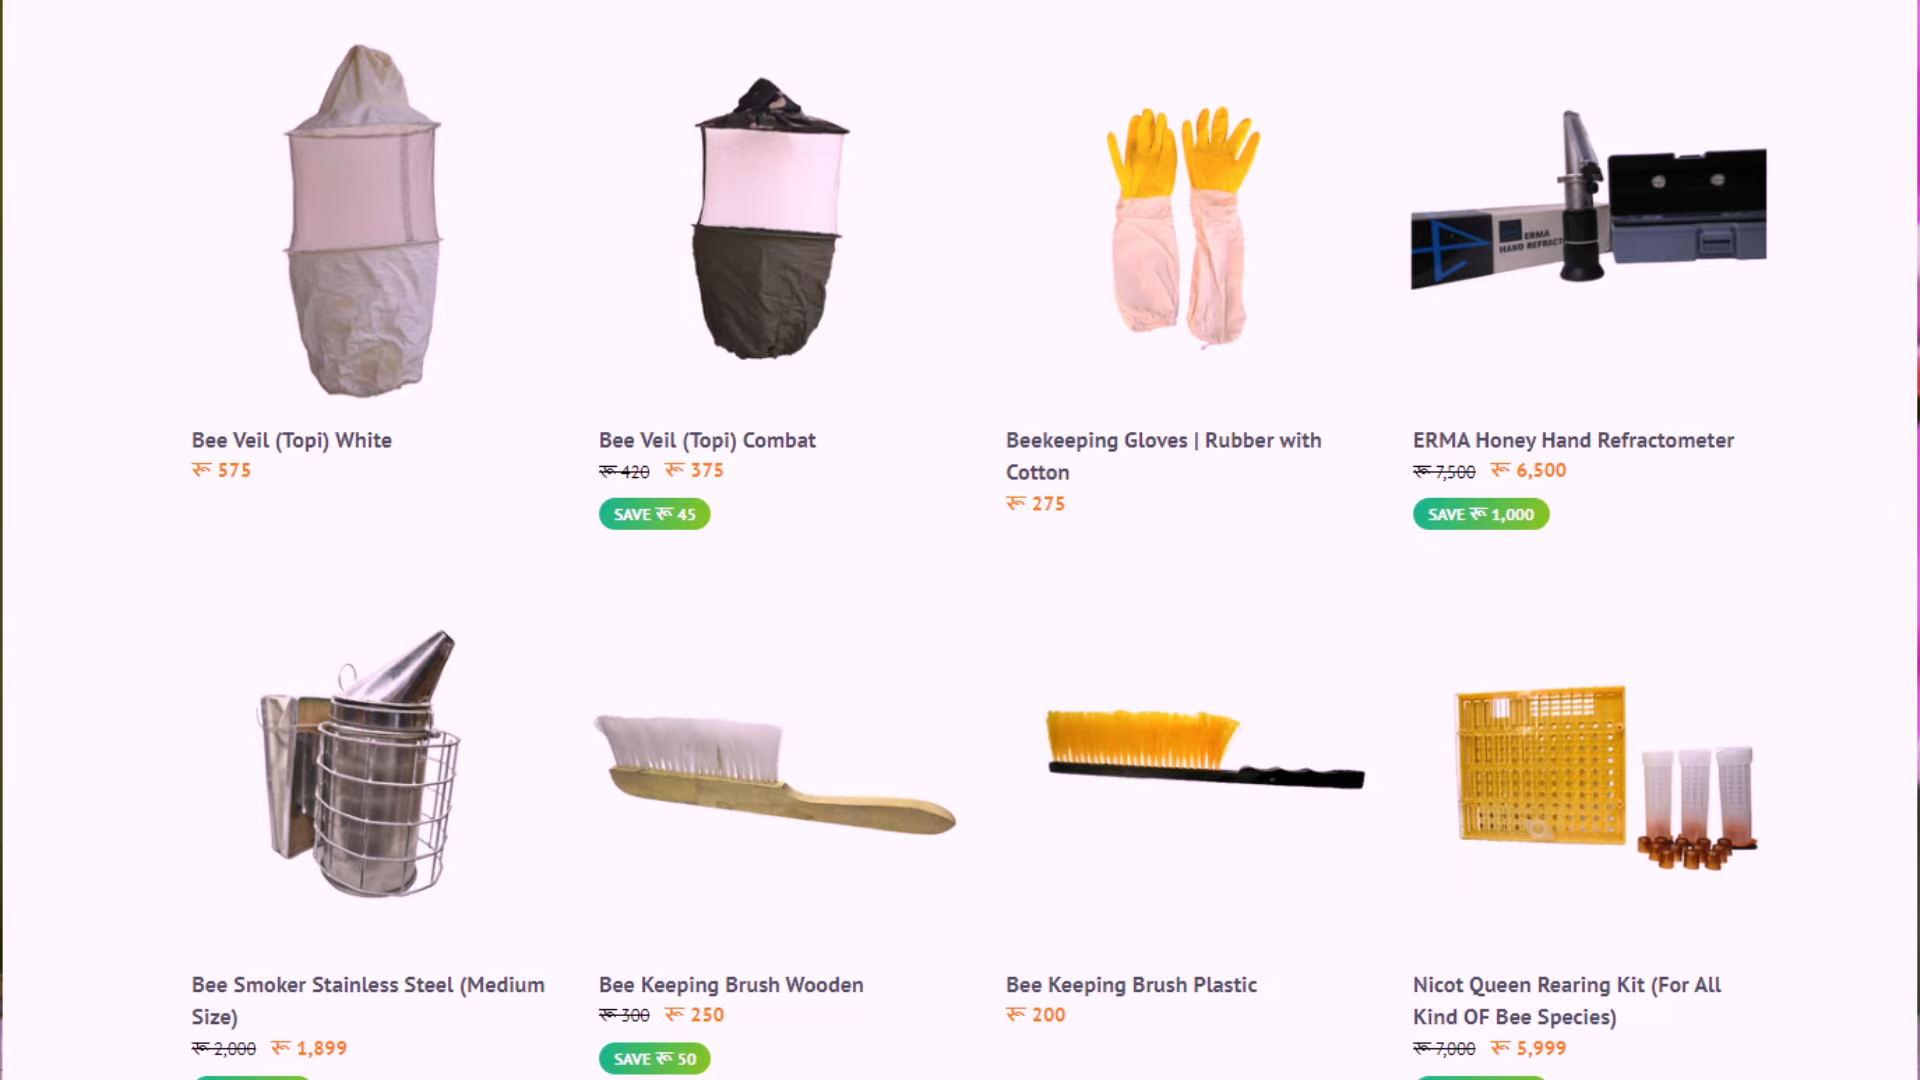 ERMA
HAND REFRACT
Bee Veil (Topi) White
रू 575
Bee Veil (Topi) Combat
रू 420 रू 375
SAVE रू 45
Beekeeping Gloves | Rubber with
Cotton
रू 275
ERMA Honey Hand Refractometer
रू 7,500 रू 6,500
SAVE रू 1,000
Bee Smoker Stainless Steel (Medium
Size)
रू 2,000 रू 1,899
Bee Keeping Brush Wooden
रू 300 रू 250
SAVE रू 50
Bee Keeping Brush Plastic
रू 200
Nicot Queen Rearing Kit (For All
Kind OF Bee Species)
रू 7,000 रू 5,999